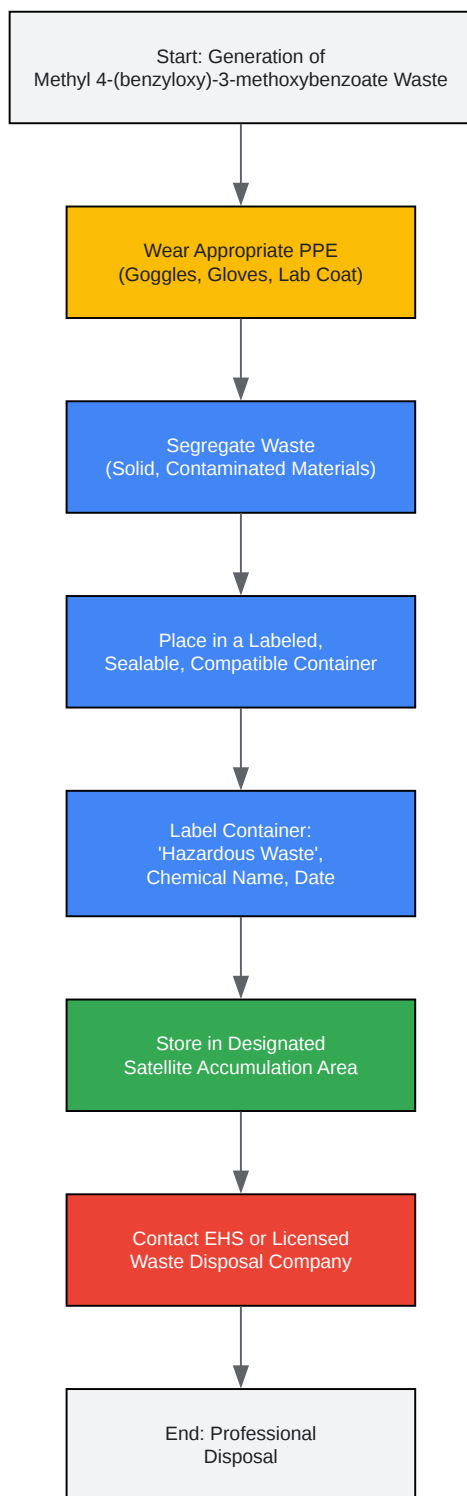 Start: Generation of
Methyl 4-(benzyloxy)-3-methoxybenzoate Waste
Wear Appropriate PPE
(Goggles, Gloves, Lab Coat)
Segregate Waste
(Solid, Contaminated Materials)
Place in a Labeled,
Sealable, Compatible Container
Label Container:
'Hazardous Waste',
Chemical Name, Date
Store in Designated
Satellite Accumulation Area
Contact EHS or Licensed
Waste Disposal Company
End: Professional
Disposal